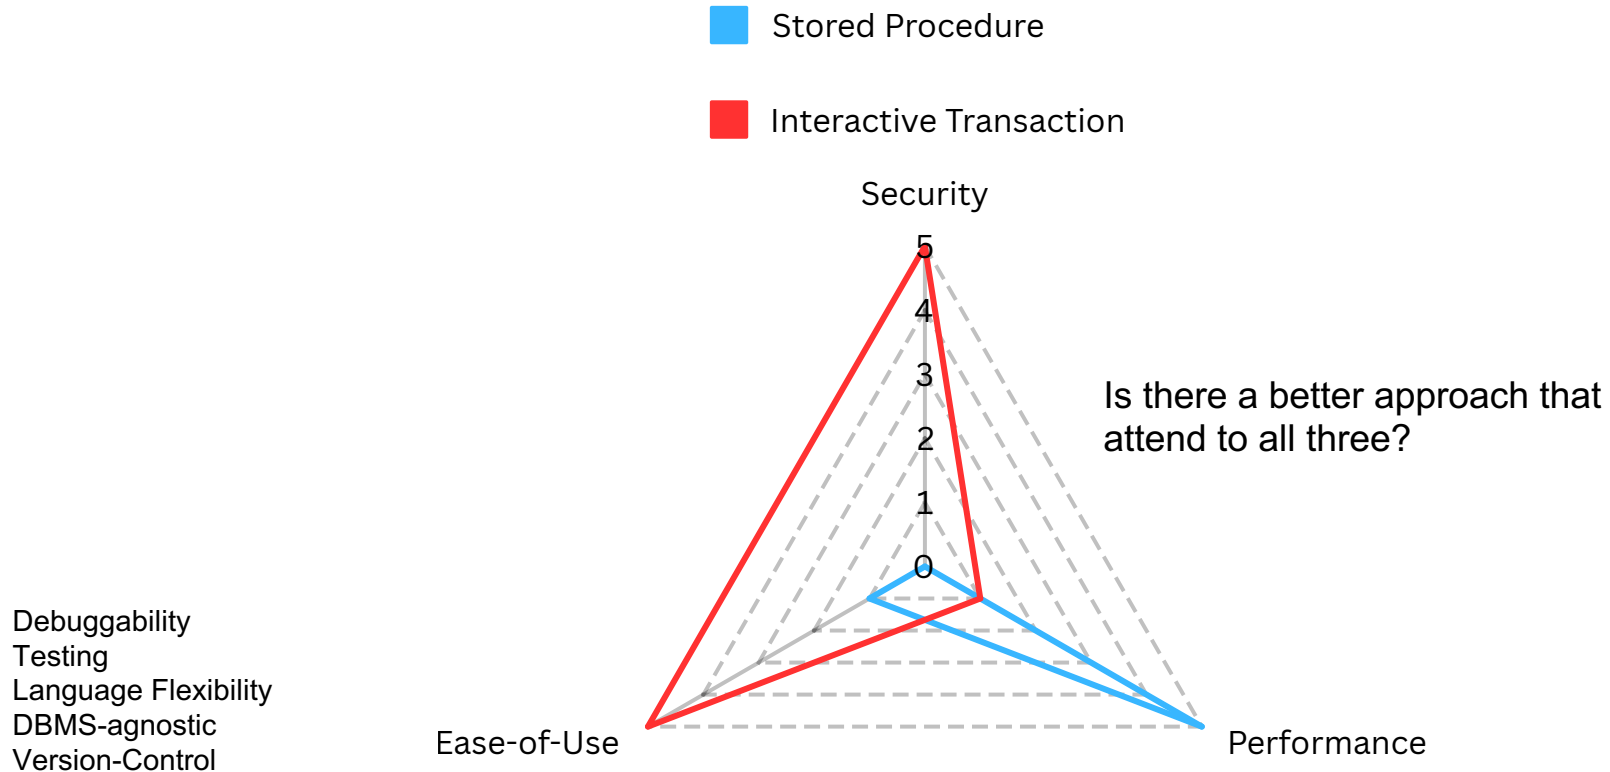 Stored Procedure
Interactive Transaction
Security
5
4
3
2
1
0
Is there a better approach that
attend to all three?
Debuggability
Testing
Language Flexibility
DBMS-agnostic
Version-Control
Ease-of-Use
Performance